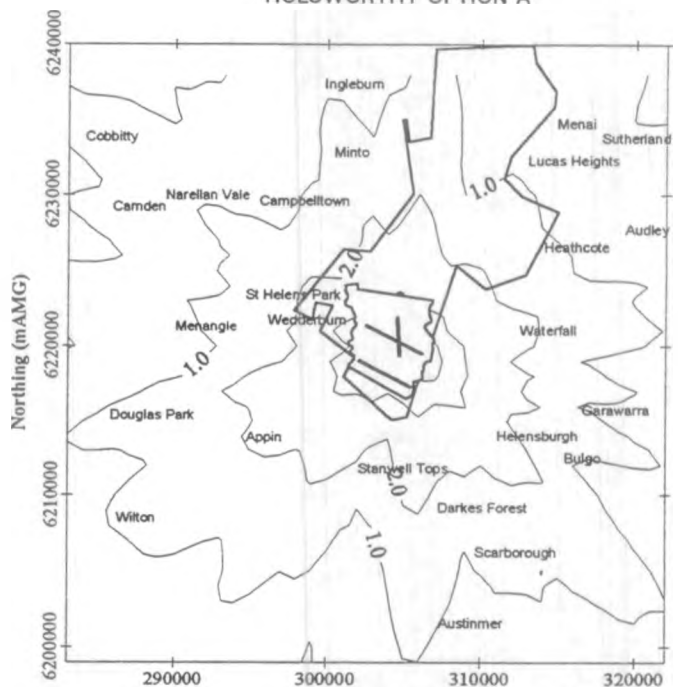 HOLSWORTHY OPTION A
6240000
Ingleburn
Cobbitty
Menai
Sutherland
Minto
Lucas Heights
6230000
1.0
Narellan Vale
Campbelltown
Camden
Audley
Heathcote
2.0
St Helens Park
Wedderburn
Menangle
Waterfall
6220000
Northing (mAMG)
1.0
Douglas Park
Garawarra
Appin
Helensburgh
Bulgo
Stanwell Tops
2.0
6210000
Wilton
Darkes Forest
1.0
Scarborough
Austinmer
6200000
290000
300000
310000
320000